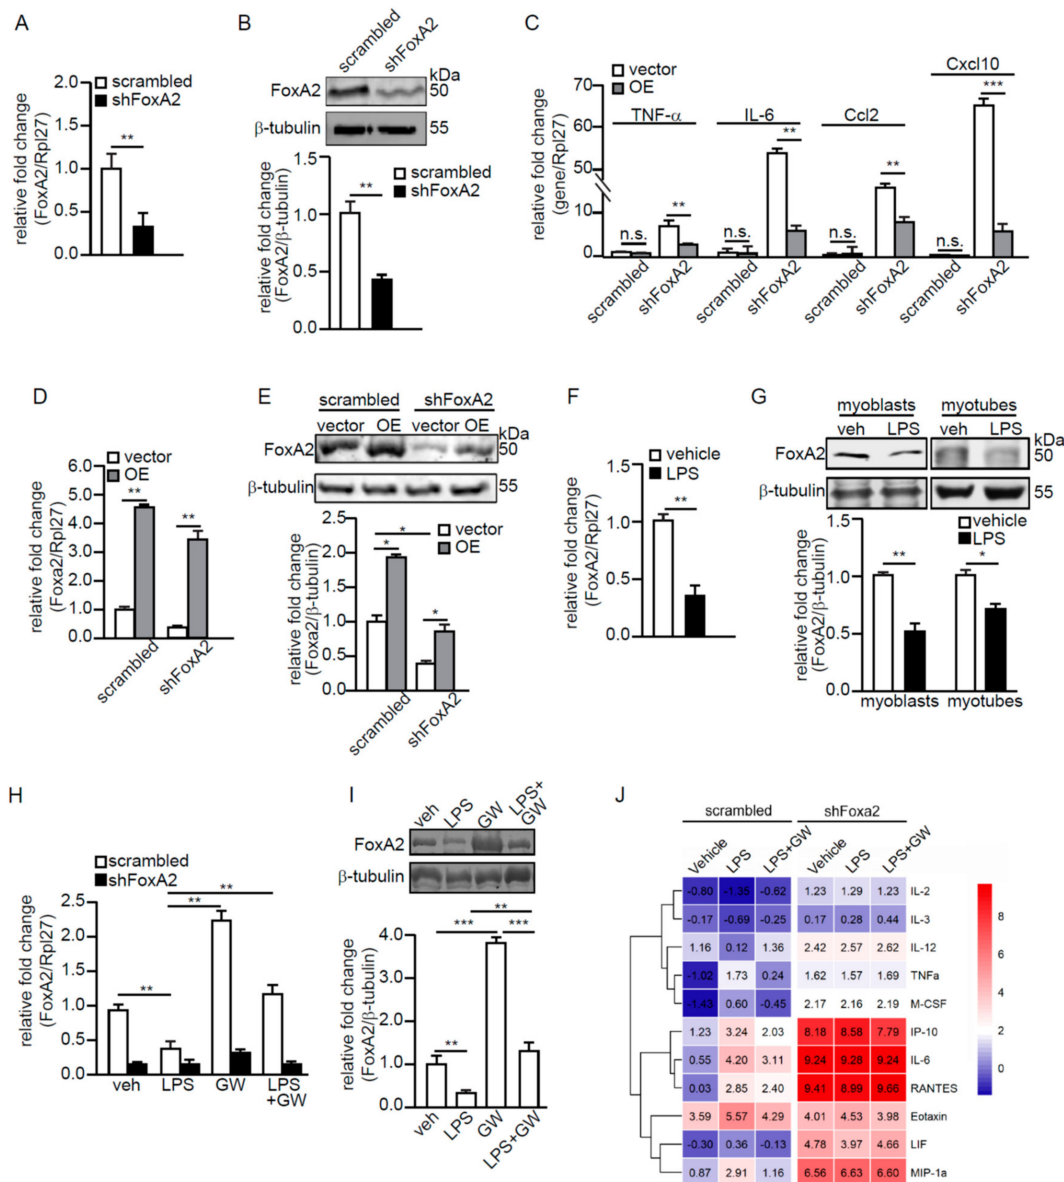 A
relative fold change
(FoxA2/Rpl27)
2.0
1.5
1.0
0.5
0.0
scrambled
shFoxA2
**
B
scrambled
shFoxA2
kDa
FoxA2
50
β-tubulin
55
relative fold change
(FoxA2/β-tubulin)
1.5
1.0
0.5
0.0
scrambled
shFoxA2
**
C
vector
OE
relative fold change
(gene/Rpl27)
70
50
10
0
TNF-α
IL-6
Ccl2
Cxcl10
n.s.
**
n.s.
**
n.s.
**
n.s.
***
scrambled
shFoxA2
scrambled
shFoxA2
scrambled
shFoxA2
scrambled
shFoxA2
D
vector
OE
relative fold change
(Foxa2/Rpl27)
6.0
5.0
4.0
3.0
2.0
1.0
0.0
**
**
scrambled
shFoxA2
E
scrambled
shFoxA2
vector
OE
vector
OE
kDa
FoxA2
50
β-tubulin
55
relative fold change
(Foxa2/β-tubulin)
2.5
2.0
1.5
1.0
0.5
0.0
vector
OE
*
*
*
scrambled
shFoxA2
F
vehicle
LPS
relative fold change
(FoxA2/Rpl27)
1.5
1.0
0.5
0.0
**
G
myoblasts
myotubes
veh
LPS
veh
LPS
kDa
FoxA2
50
β-tubulin
55
vehicle
LPS
relative fold change
(FoxA2/β-tubulin)
1.5
1.0
0.5
0.0
**
*
myoblasts
myotubes
H
scrambled
shFoxA2
relative fold change
(FoxA2/Rpl27)
2.5
2.0
1.5
1.0
0.5
0.0
**
**
**
veh
LPS
GW
LPS
+GW
I
veh
LPS
GW
LPS+
GW
FoxA2
β-tubulin
relative fold change
(FoxA2/β-tubulin)
4.0
3.0
2.0
1.0
0.0
**
***
**
***
veh
LPS
GW
LPS+GW
J
scrambled
shFoxa2
Vehicle
LPS
LPS+GW
Vehicle
LPS
LPS+GW
-0.80 -1.35 -0.62 1.23 1.29 1.23 IL-2
-0.17 -0.69 -0.25 0.17 0.28 0.44 IL-3
1.16 0.12 1.36 2.42 2.57 2.62 IL-12
-1.02 1.73 0.24 1.62 1.57 1.69 TNFa
-1.43 0.60 -0.45 2.17 2.16 2.19 M-CSF
1.23 3.24 2.03 8.18 8.58 7.79 IP-10
0.55 4.20 3.11 9.24 9.28 9.24 IL-6
0.03 2.85 2.40 9.41 8.99 9.56 RANTES
3.59 5.57 4.29 4.01 4.53 3.98 Eotaxin
-0.30 0.36 -0.13 4.78 3.97 4.66 LIF
0.87 2.91 1.16 6.56 6.63 6.60 MIP-1a
8
6
4
2
0